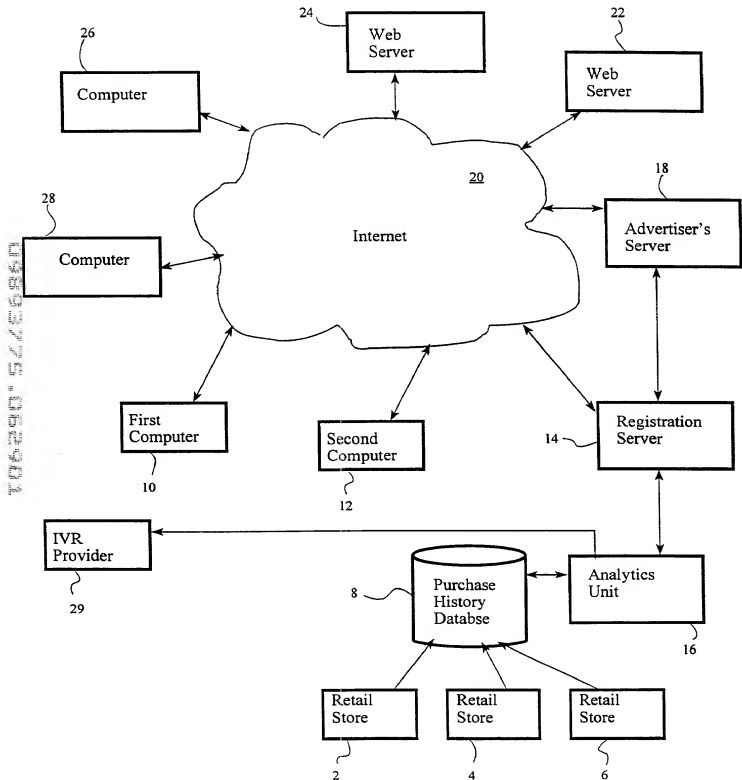 24
Web
Server
22
Web
Server
26
Computer
20
18
Advertiser's
Server
28
Computer
Internet
09893775.062901
First
Computer
10
Second
Computer
12
14
Registration
Server
IVR
Provider
29
8
Purchase
History
Databse
Analytics
Unit
16
Retail
Store
2
Retail
Store
4
Retail
Store
6